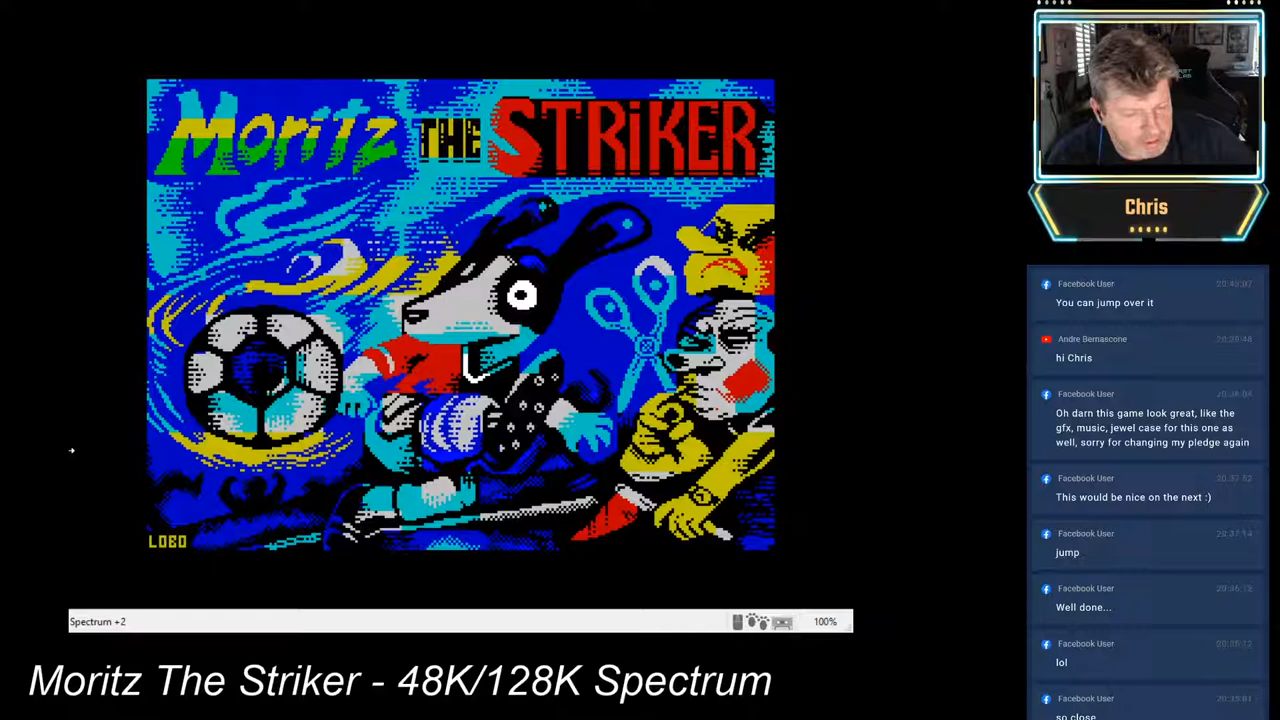 Moritz THE STRiKER
LOBO
Spectrum +2
100%
Moritz The Striker - 48K/128K Spectrum
Chris
Facebook User
You can jump over it
Andre Bernascone
hi Chris
Facebook User
Oh darn this game look great, like the
gfx, music, jewel case for this one as
well, sorry for changing my pledge again
Facebook User
This would be nice on the next :)
Facebook User
jump
Facebook User
Well done...
Facebook User
lol
Facebook User
so close